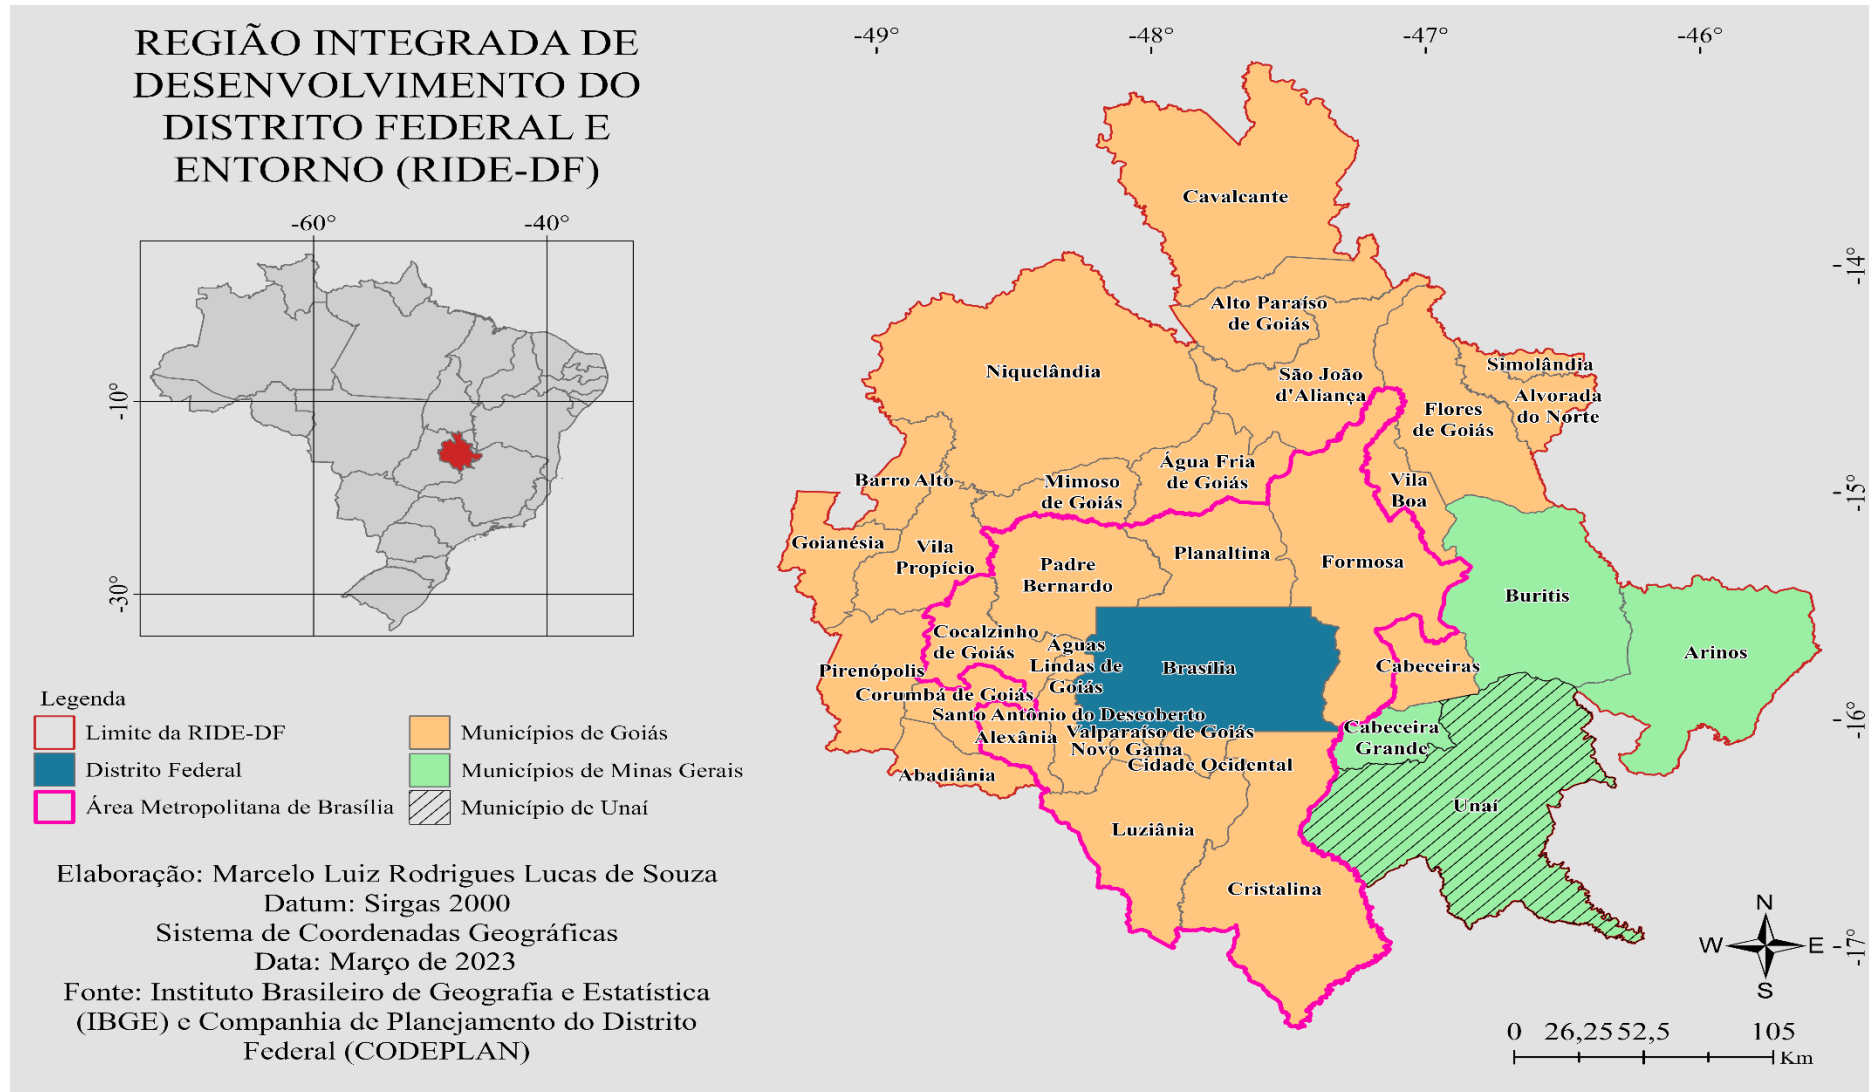 REGIÃO INTEGRADA DE
DESENVOLVIMENTO DO
DISTRITO FEDERAL E
ENTORNO (RIDE-DF)
-60°
-40°
-10°
-30°
Legenda
Limite da RIDE-DF
Distrito Federal
Área Metropolitana de Brasília
Municípios de Goiás
Municípios de Minas Gerais
Município de Unaí
Elaboração: Marcelo Luiz Rodrigues Lucas de Souza
Datum: Sirgas 2000
Sistema de Coordenadas Geográficas
Data: Março de 2023
Fonte: Instituto Brasileiro de Geografia e Estatística
(IBGE) e Companhia de Planejamento do Distrito
Federal (CODEPLAN)
-49°
-48°
-47°
-46°
-14°
-15°
-16°
-17°
Cavalcante
Alto Paraíso
de Goiás
Niquelândia
São João
d'Aliança
Simolândia
Alvorada
do Norte
Flores
de Goiás
Água Fria
de Goiás
Mimoso
de Goiás
Barro Alto
Vila
Boa
Goianésia
Vila
Propício
Padre
Bernardo
Planaltina
Formosa
Buritis
Arinos
Cocalzinho
de Goiás
Águas
Lindas de
Goiás
Brasília
Cabeceiras
Pirenópolis
Corumbá de Goiás
Santo Antônio do Descoberto
Alexânia
Valparaíso de Goiás
Novo Gama
Cidade Ocidental
Cabeceira
Grande
Abadiânia
Unaí
Luziânia
Cristalina
N
W
E
S
0 26,25 52,5 105
Km